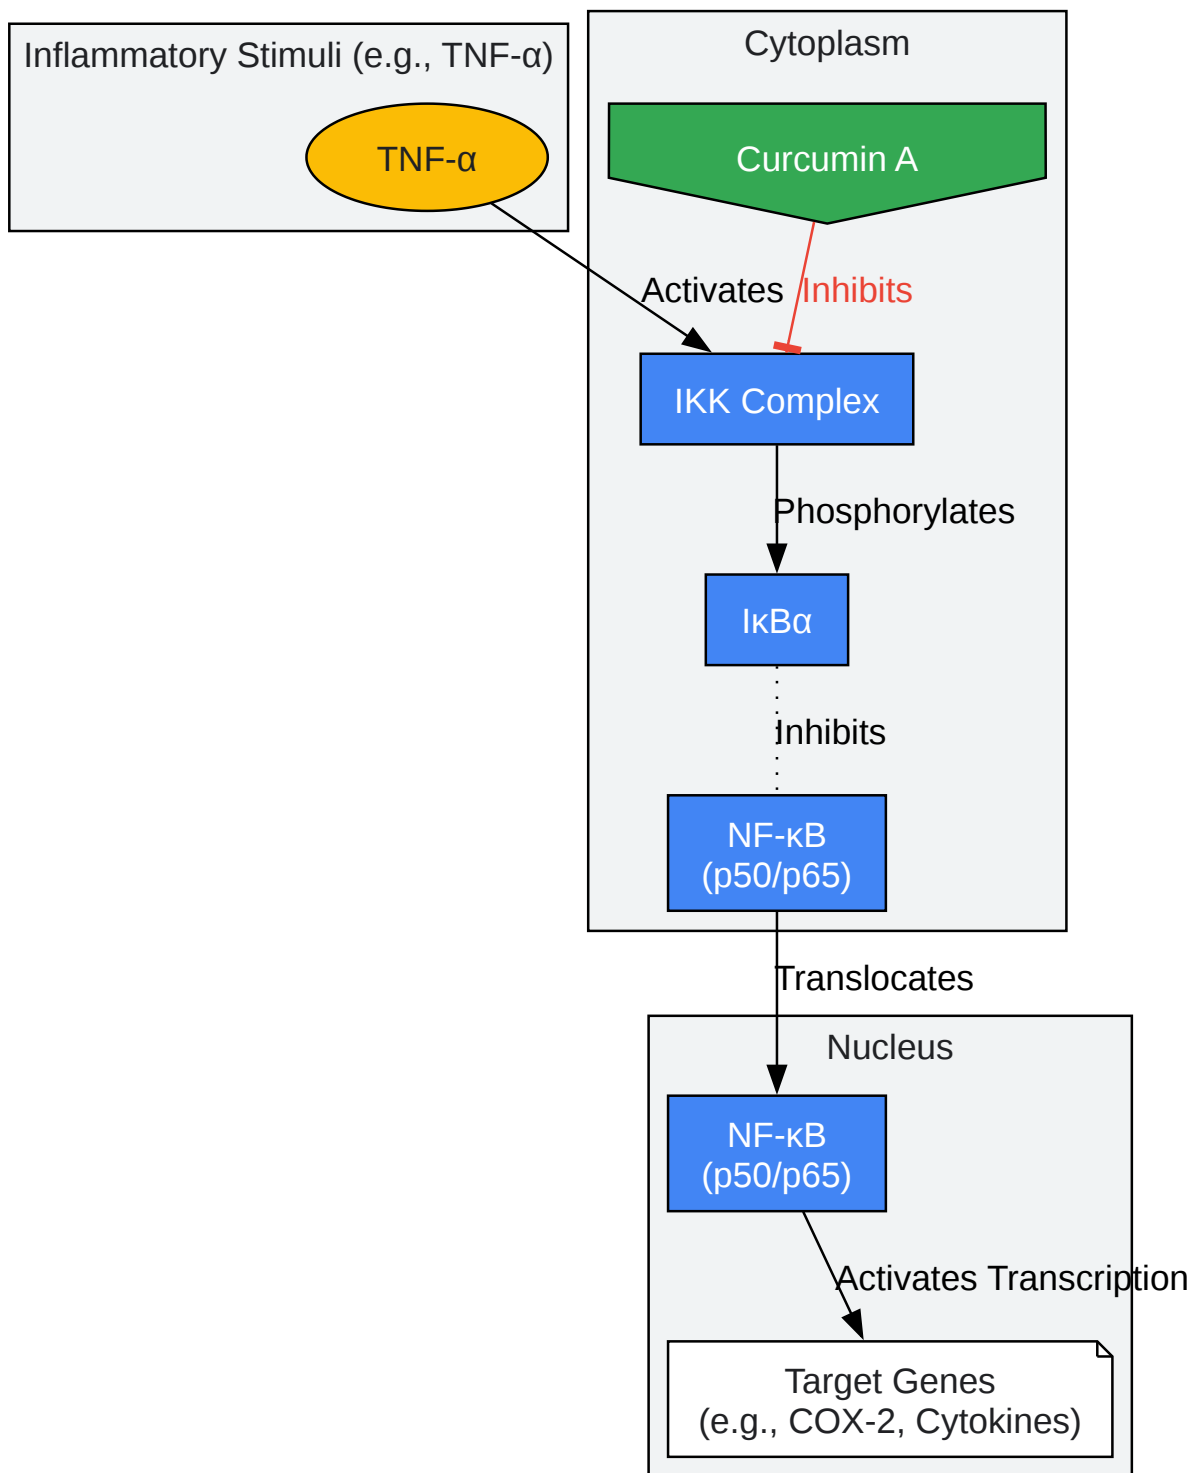 Inflammatory Stimuli (e.g., TNF-α)
TNF-α
Cytoplasm
Curcumin A
Activates
Inhibits
IKK Complex
Phosphorylates
IκBα
Inhibits
NF-κB
(p50/p65)
Translocates
Nucleus
NF-κB
(p50/p65)
Activates Transcription
Target Genes
(e.g., COX-2, Cytokines)